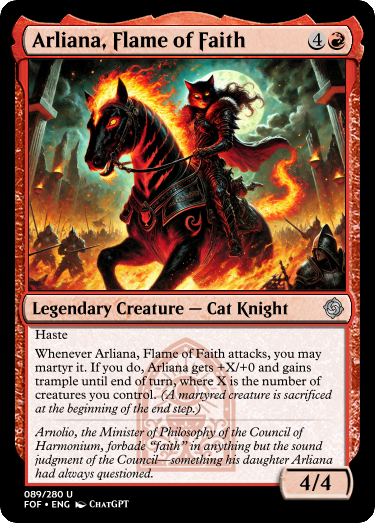 Arliana, Flame of Faith 4
Legendary Creature — Cat Knight
Haste
Whenever Arliana, Flame of Faith attacks, you may
martyr it. If you do, Arliana gets +X/+0 and gains
trample until end of turn, where X is the number of
creatures you control. (A martyred creature is sacrificed
at the beginning of the end step.)
Arnolio, the Minister of Philosophy of the Council of
Harmonium, forbade “faith” in anything but the sound
judgment of the Council—something his daughter Arliana
had always questioned.
4/4
089/280 U
FOF • ENG ChatGPT